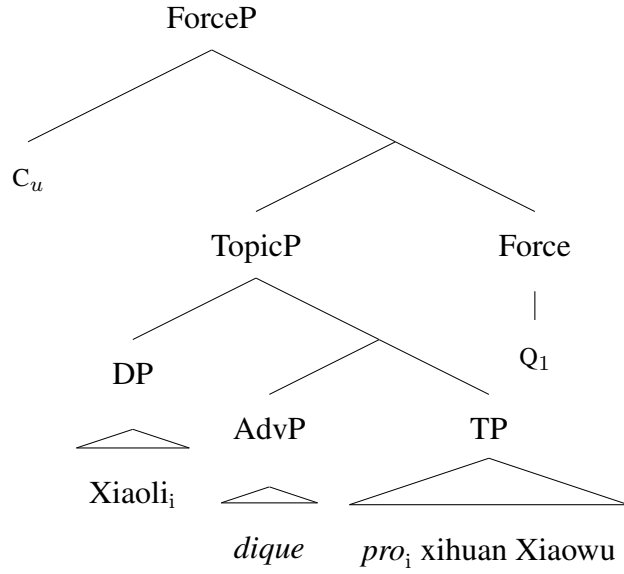 ForceP
C_u
TopicP Force
DP Q_1
AdvP TP
Xiaoli_i
dique pro_i xihuan Xiaowu